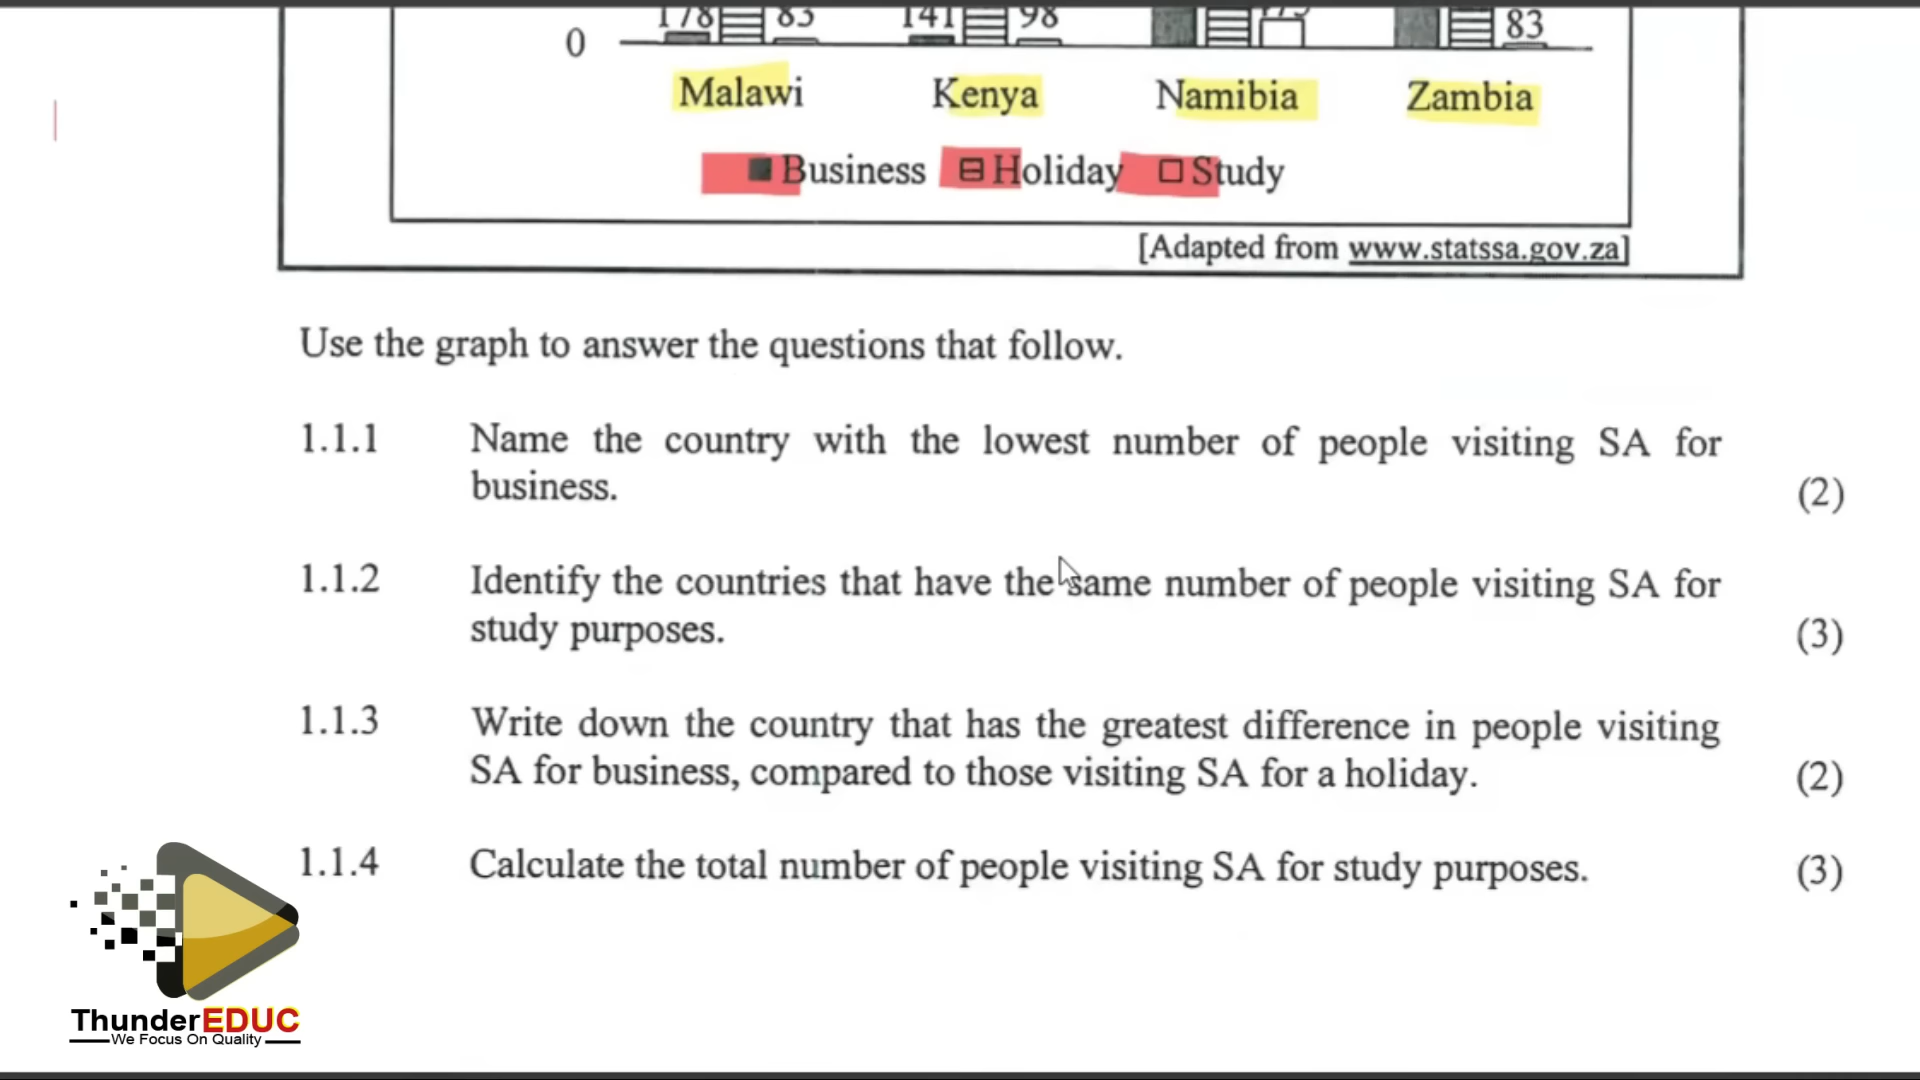 178 83 141 98
83
0
Malawi Kenya Namibia Zambia
Business Holiday Study
[Adapted from www.statssa.gov.za]
Use the graph to answer the questions that follow.
1.1.1 Name the country with the lowest number of people visiting SA for
business. (2)
1.1.2 Identify the countries that have the same number of people visiting SA for
study purposes. (3)
1.1.3 Write down the country that has the greatest difference in people visiting
SA for business, compared to those visiting SA for a holiday. (2)
1.1.4 Calculate the total number of people visiting SA for study purposes. (3)
ThunderEDUC
We Focus On Quality